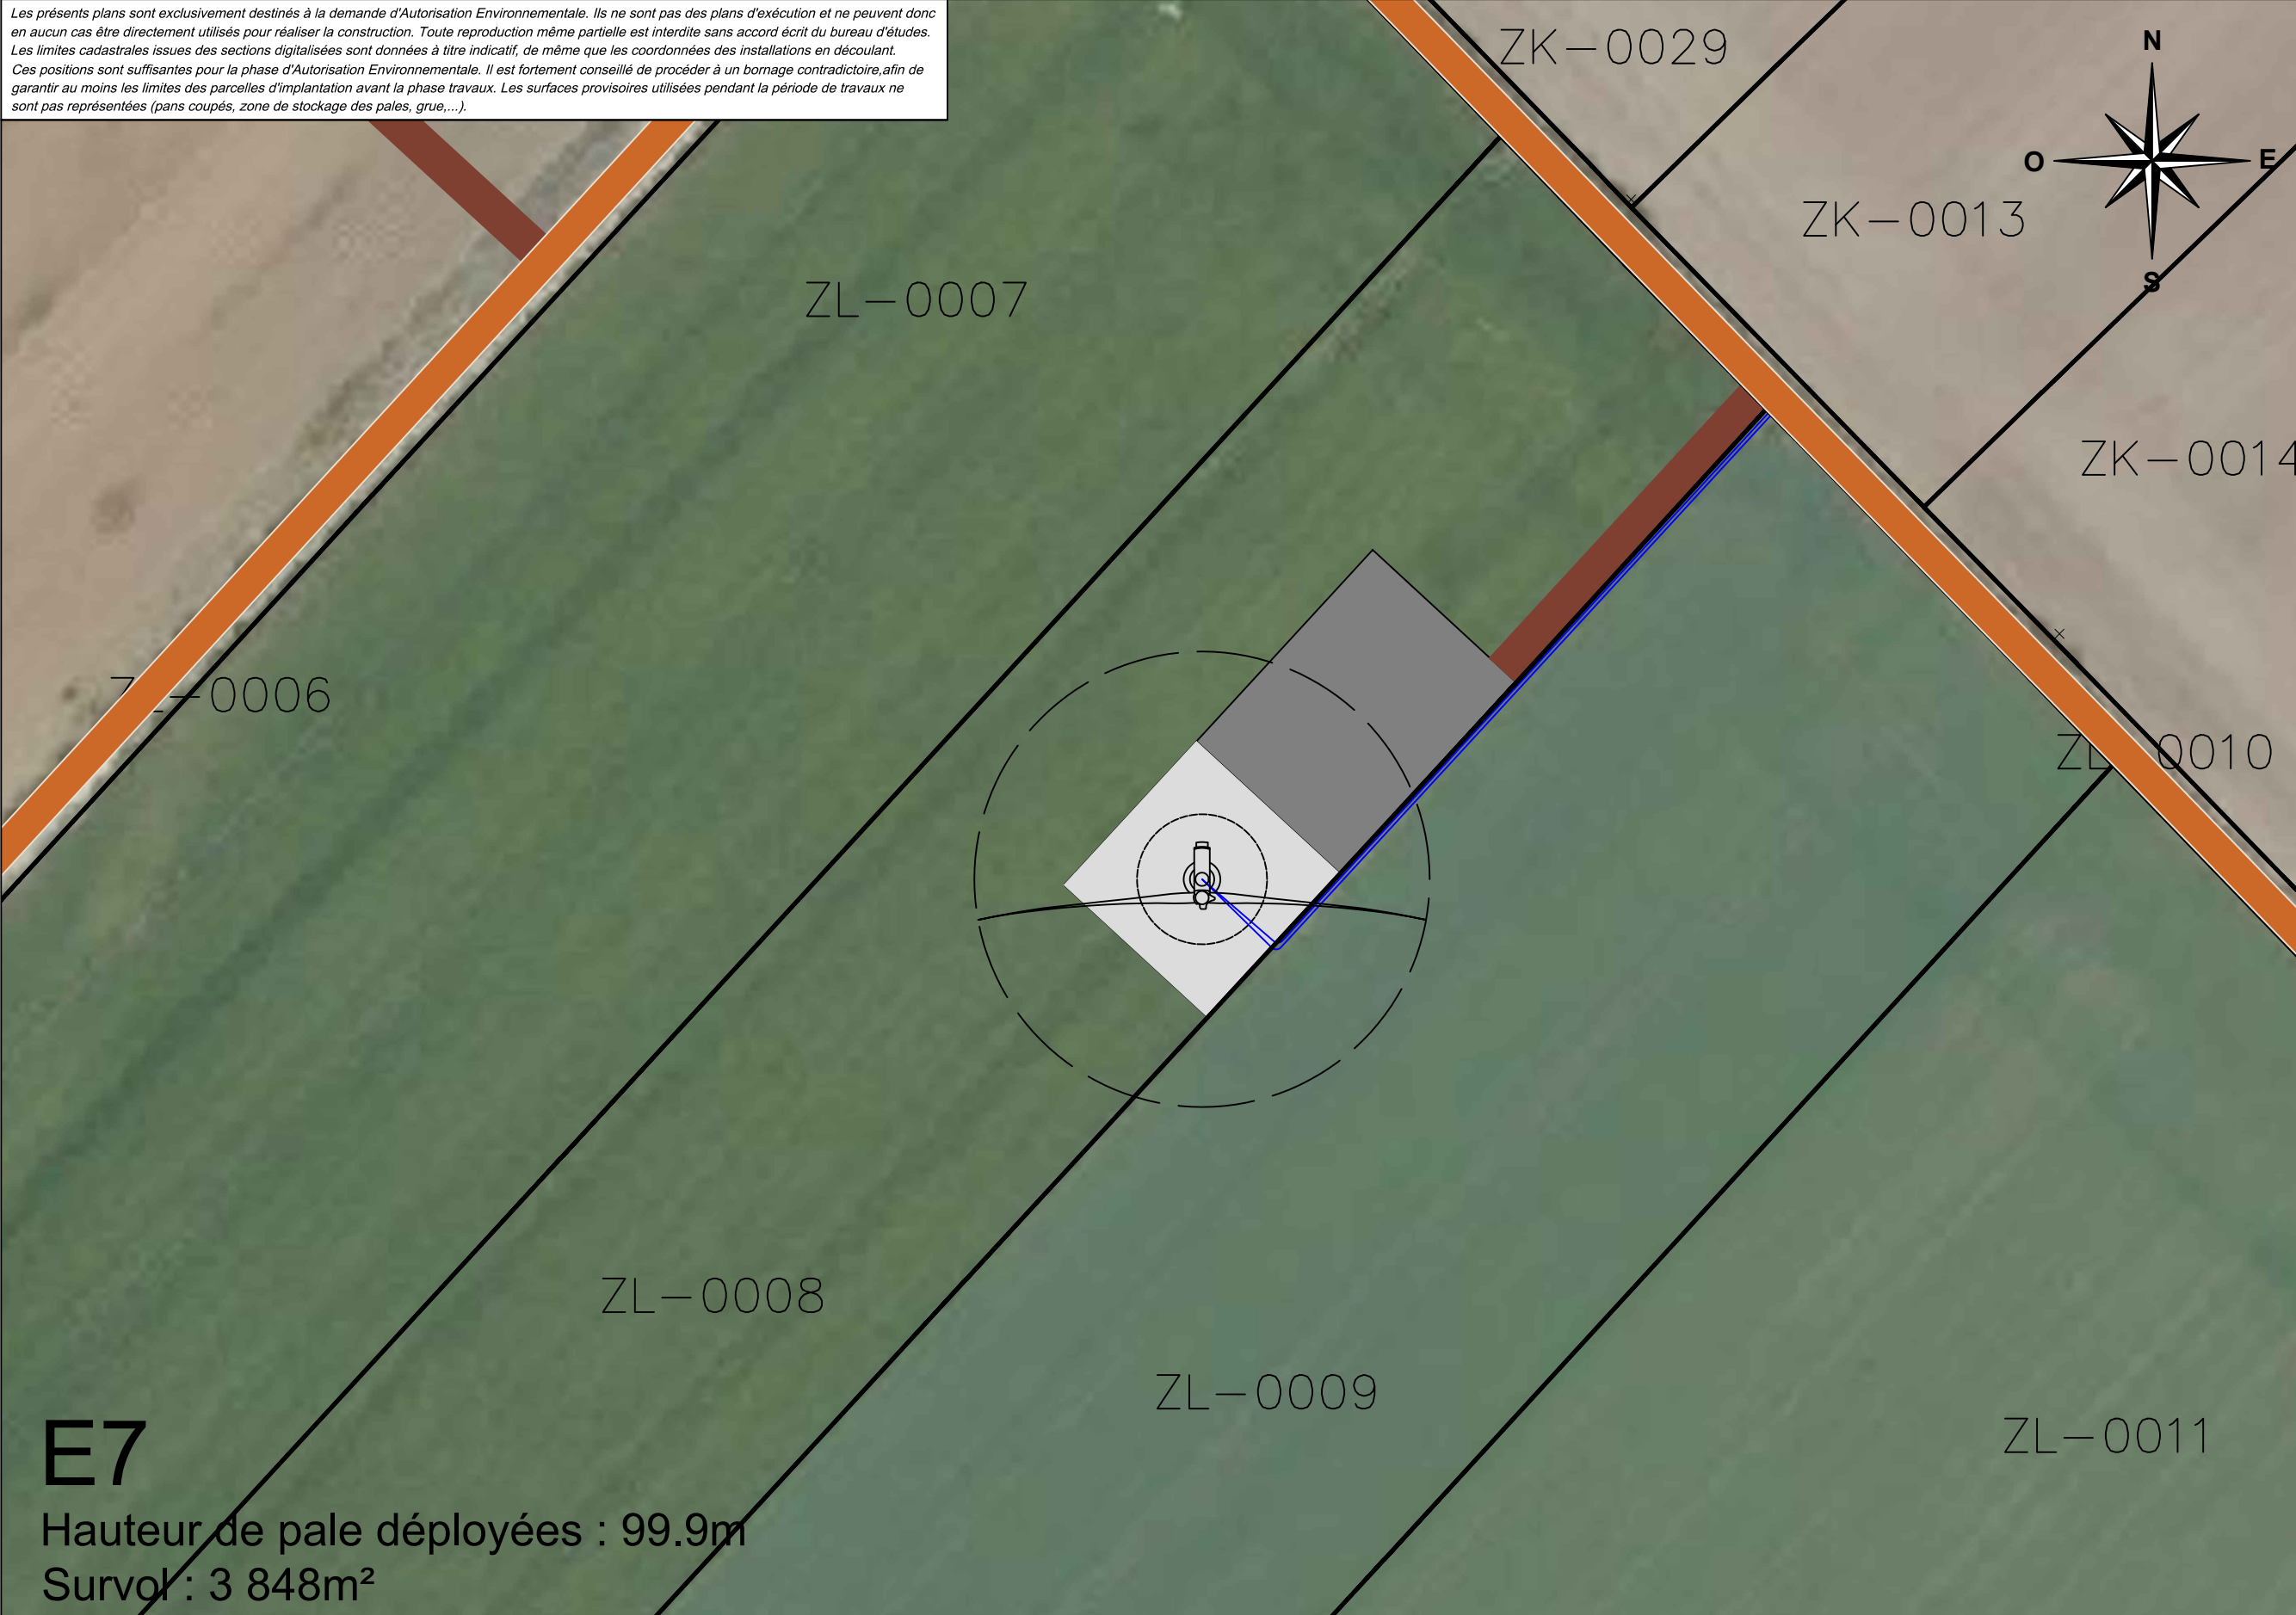 Les présents plans sont exclusivement destinés à la demande d'Autorisation Environnementale. Ils ne sont pas des plans d'exécution et ne peuvent donc
en aucun cas être directement utilisés pour réaliser la construction. Toute reproduction même partielle est interdite sans accord écrit du bureau d'études.
Les limites cadastrales issues des sections digitalisées sont données à titre indicatif, de même que les coordonnées des installations en découlant.
Ces positions sont suffisantes pour la phase d'Autorisation Environnementale. Il est fortement conseillé de procéder à un bornage contradictoire,afin de
garantir au moins les limites des parcelles d'implantation avant la phase travaux. Les surfaces provisoires utilisées pendant la période de travaux ne
sont pas représentées (pans coupés, zone de stockage des pales, grue,...).
ZK-0029
N
O
E
S
ZK-0013
ZL-0007
ZK-0014
ZL-0006
ZL-0010
ZL-0008
ZL-0009
ZL-0011
E7
Hauteur de pale déployées : 99.9m
Survol : 3 848m²